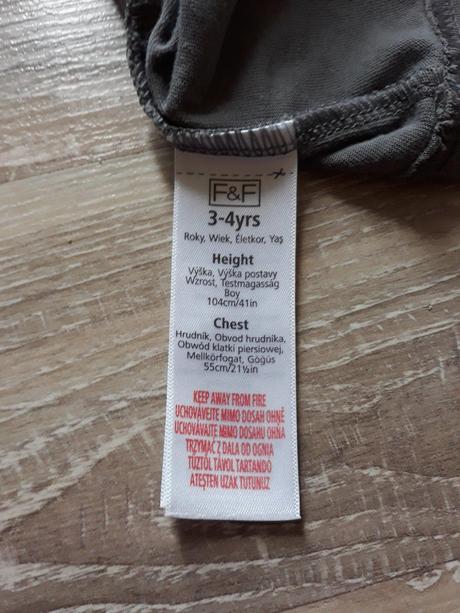 F&F
3-4yrs
Roky, Wiek, Életkor, Yaş
Height
Výška, Výška postavy
Wzrost, Testmagasság
Boy
104cm/41in
Chest
Hrudník, Obvod hrudníka,
Obwód klatki piersiowej,
Mellkörfogat, Göğüs
55cm/21½in
KEEP AWAY FROM FIRE
UCHOVÁVEJTE MIMO DOSAH OHNĚ
UCHOVÁVAJTE MIMO DOSAHU OHŇA
TRZYMAĆ Z DALA OD OGNIA
TŰZTŐL TÁVOL TARTANDÓ
ATEŞTEN UZAK TUTUNUZ